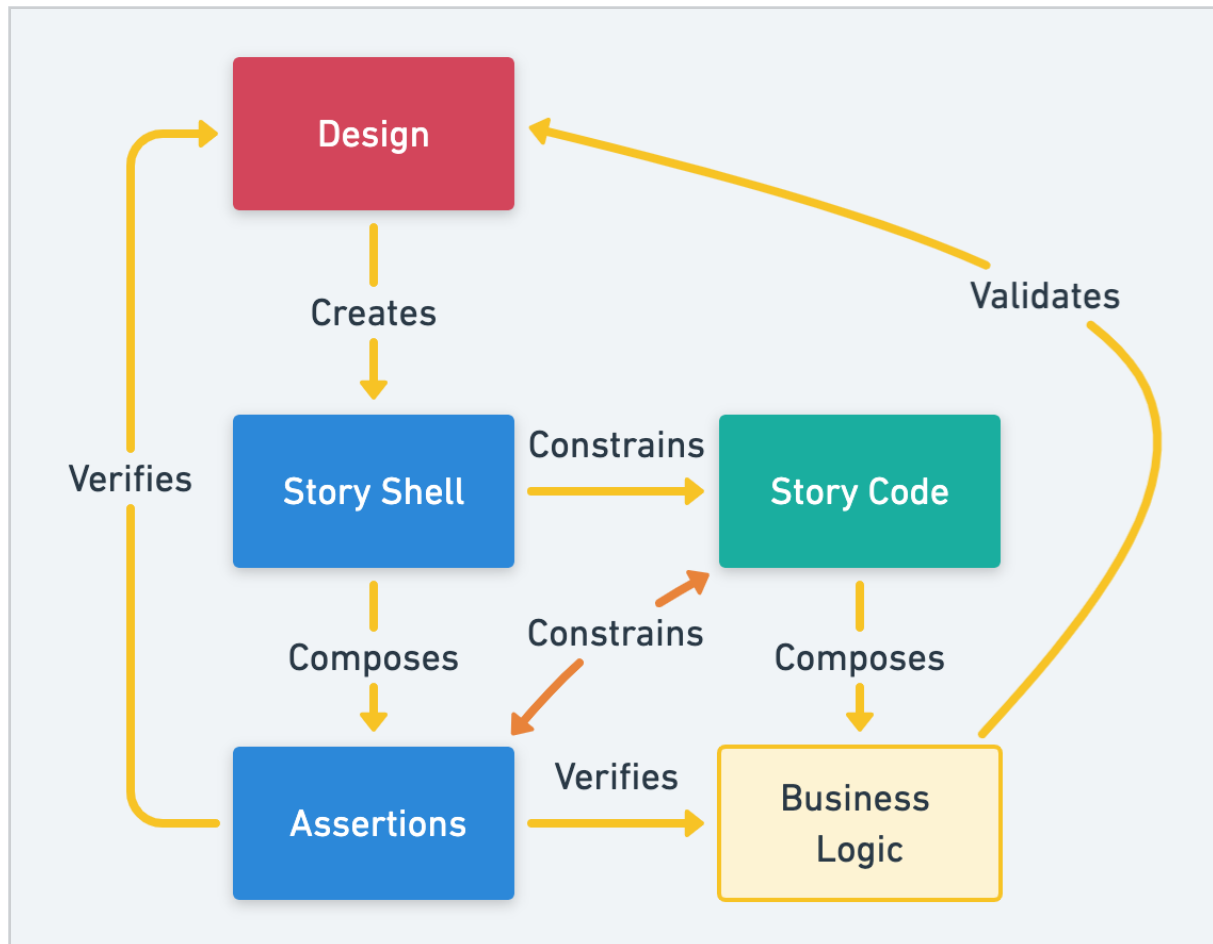 Design
Validates
Creates
Constrains
Verifies
Story Shell
Story Code
Constrains
Composes
Composes
Verifies
Business
Logic
Assertions